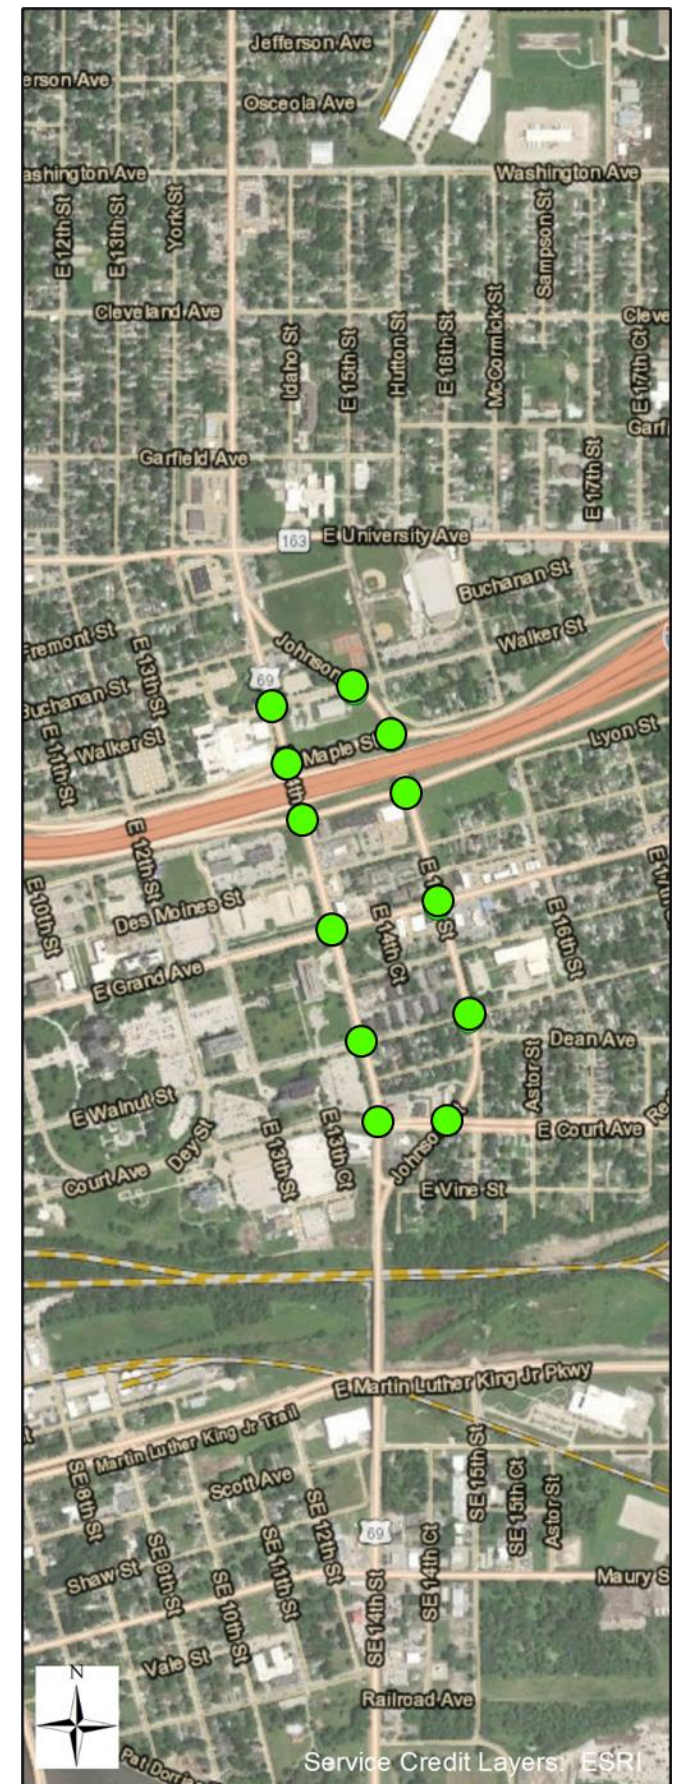 Jefferson Ave
erson Ave
Osceola Ave
ashington Ave
Washington Ave
E 12th St
E 13th St
York St
Sampson St
Cleveland Ave
Cleve
Idaho St
E 15th St
Hutton St
E 16th St
McCormick St
E 17th Ct
Garfield Ave
Garfi
E 17th St
163
E University Ave
Buchanan St
Fremont St
E 13th St
Johnson
Walker St
69
Buchanan St
Walker St
E 11th St
Maple St
Lyon St
E 12th St
E 10th St
Des Moines St
E 14th Ct
St
E 16th St
E Grand Ave
Dean Ave
Astor St
E Walnut St
Dey St
E 13th St
E 13th Ct
E Court Ave
Court Ave
Johnson
E Vine St
E Martin Luther King Jr Pkwy
Martin Luther King Jr Trail
SE 8th St
Scott Ave
SE 12th St
SE 15th St
SE 15th Ct
Astor St
69
Shaw St
SE 9th St
SE 10th St
SE 11th St
SE 14th St
SE 14th Ct
Maury S
Vale St
Railroad Ave
N
Service Credit Layers: ESRI